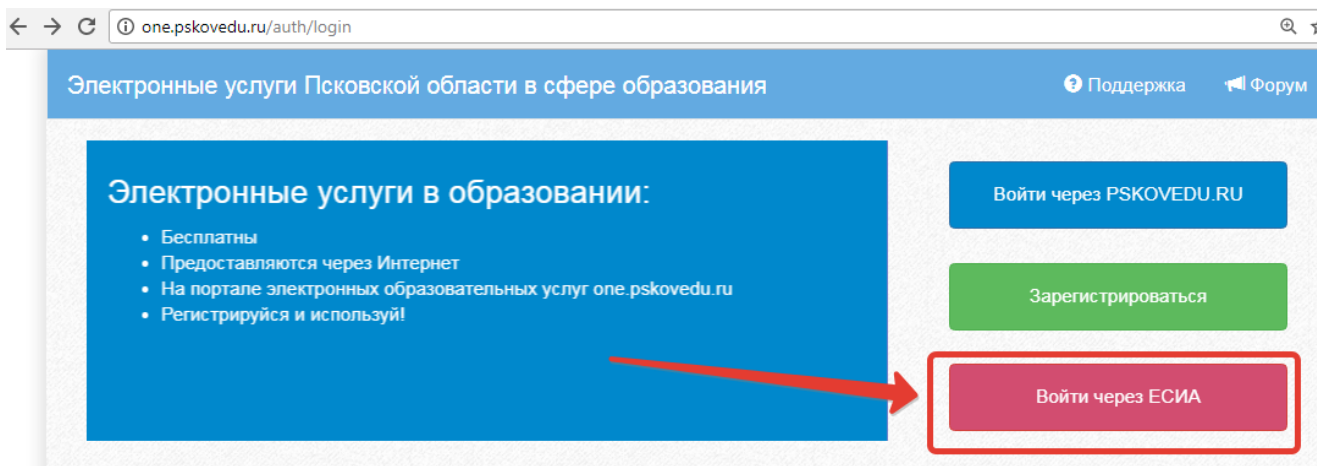 one.pskovedu.ru/auth/login
Электронные услуги Псковской области в сфере образования
Поддержка
Форум
Электронные услуги в образовании:
• Бесплатны
• Предоставляются через Интернет
• На портале электронных образовательных услуг one.pskovedu.ru
• Регистрируйся и используй!
Войти через PSKOVEDU.RU
Зарегистрироваться
Войти через ЕСИА